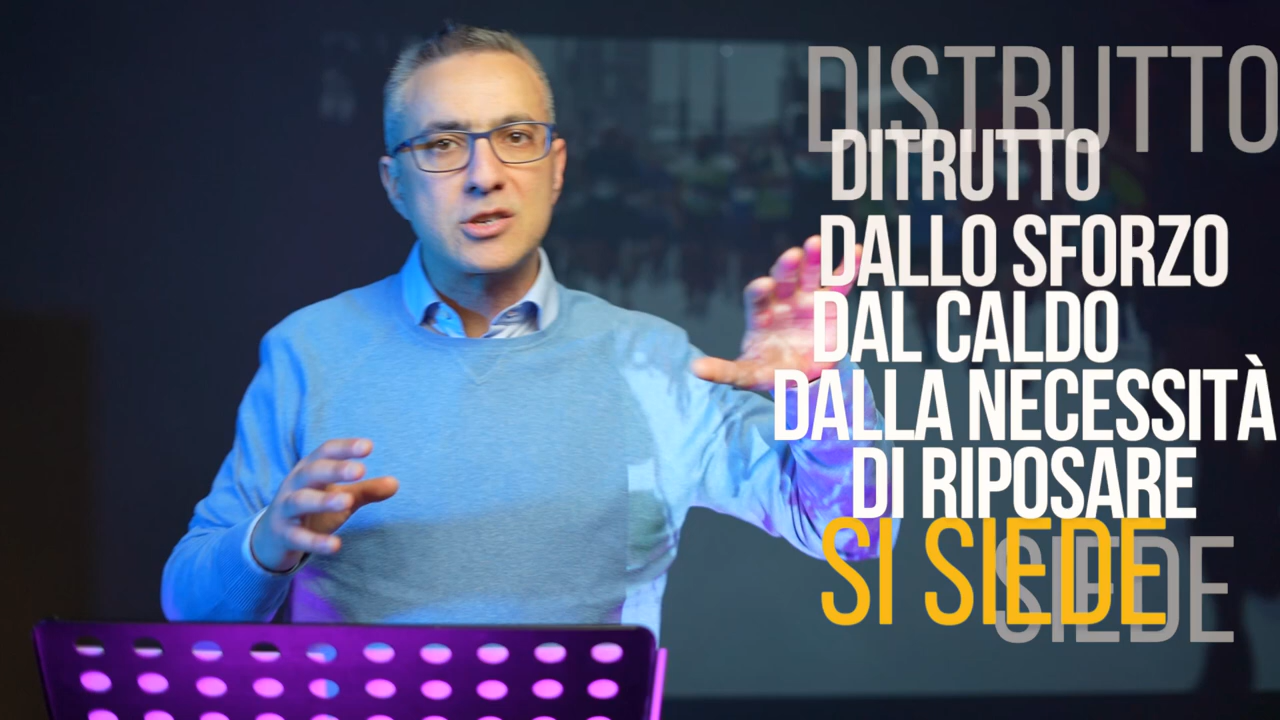 DISTRUTTO
DITRUTTO
DALLO SFORZO
DAL CALDO
DALLA NECESSITÀ
DI RIPOSARE
SI SIEDE
SIEDE